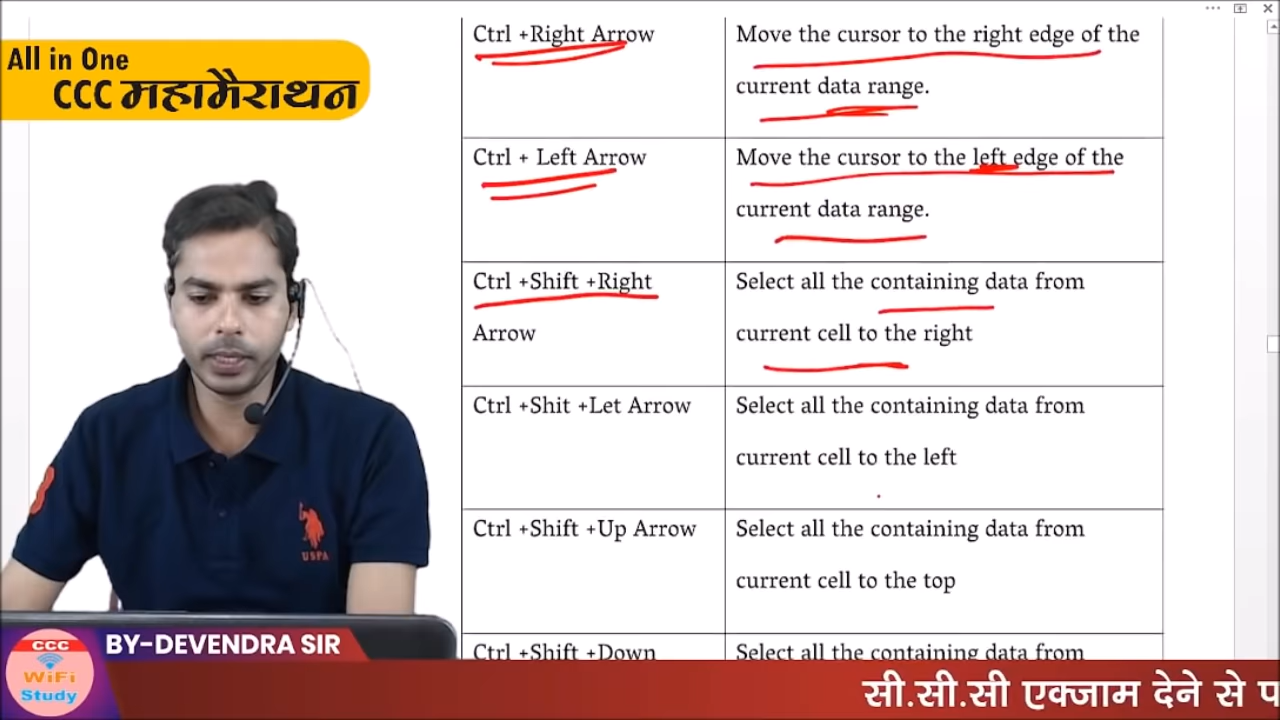 All in One
CCC महामैराथन
Ctrl +Right Arrow
Move the cursor to the right edge of the
current data range.
Ctrl + Left Arrow
Move the cursor to the left edge of the
current data range.
Ctrl +Shift +Right
Arrow
Select all the containing data from
current cell to the right
Ctrl +Shit +Let Arrow
Select all the containing data from
current cell to the left
Ctrl +Shift +Up Arrow
Select all the containing data from
current cell to the top
Ctrl +Shift +Down
Select all the containing data from
USPA
BY-DEVENDRA SIR
CCC
WiFi
Study
सी.सी.सी एक्जाम देने से प